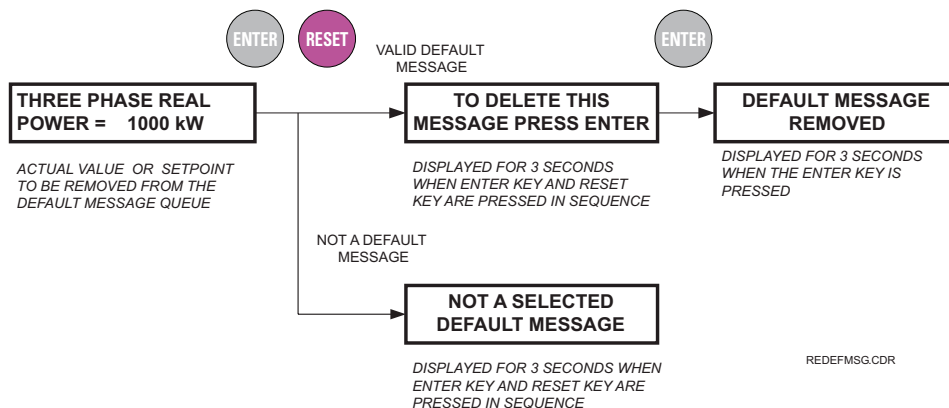 ENTER
RESET
ENTER
VALID DEFAULT
MESSAGE
THREE PHASE REAL
POWER = 1000 kW
TO DELETE THIS
MESSAGE PRESS ENTER
DEFAULT MESSAGE
REMOVED
ACTUAL VALUE OR SETPOINT
TO BE REMOVED FROM THE
DEFAULT MESSAGE QUEUE
DISPLAYED FOR 3 SECONDS
WHEN ENTER KEY AND RESET
KEY ARE PRESSED IN SEQUENCE
DISPLAYED FOR 3 SECONDS
WHEN THE ENTER KEY IS
PRESSED
NOT A DEFAULT
MESSAGE
NOT A SELECTED
DEFAULT MESSAGE
DISPLAYED FOR 3 SECONDS WHEN
ENTER KEY AND RESET KEY ARE
PRESSED IN SEQUENCE
REDEFMSG.CDR